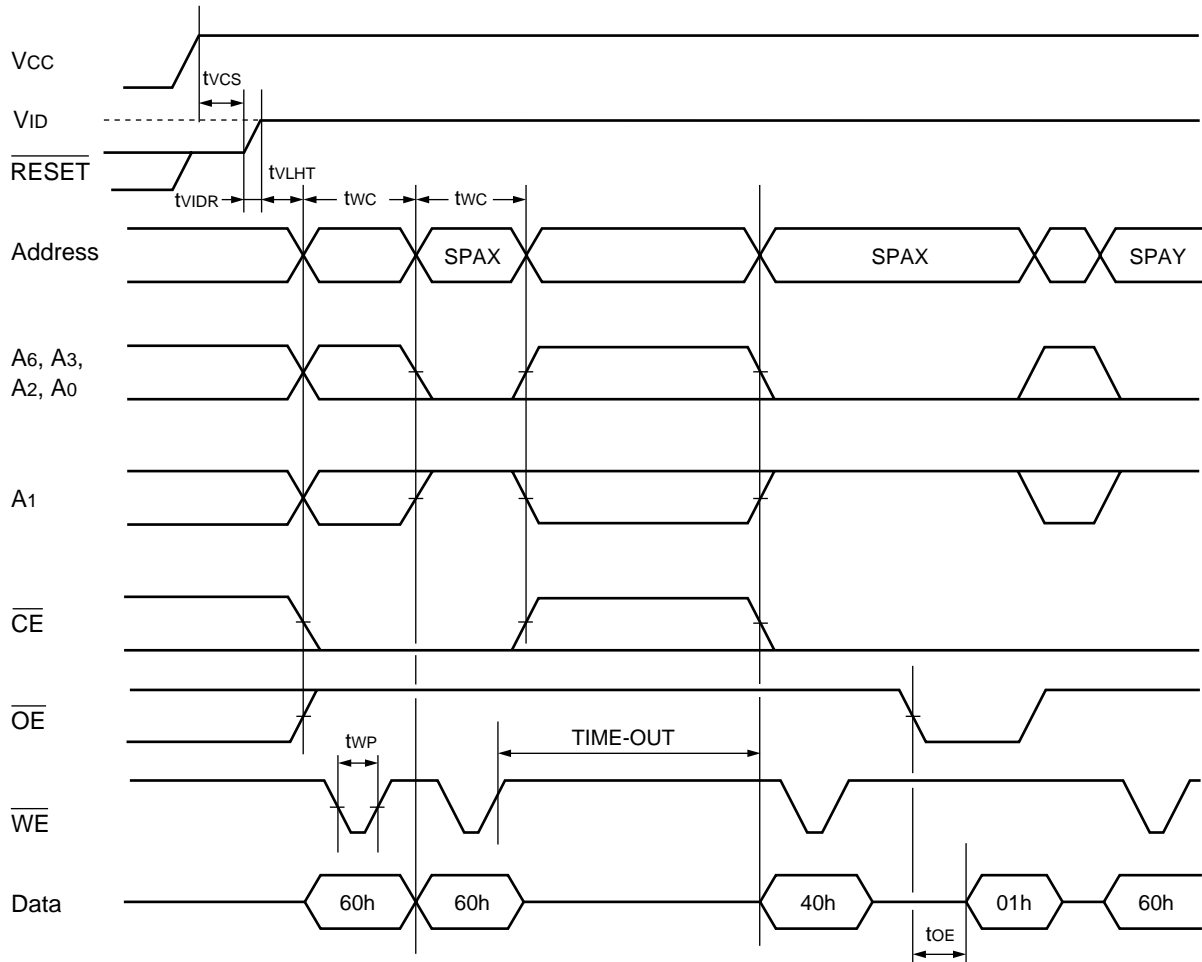 VCC
tVCS
VID
RESET
tVIDR
tVLHT
tWC
tWC
Address
SPAX
SPAX
SPAY
A6, A3,
A2, A0
A1
CE
OE
tWP
TIME-OUT
WE
Data
60h
60h
40h
01h
60h
tOE